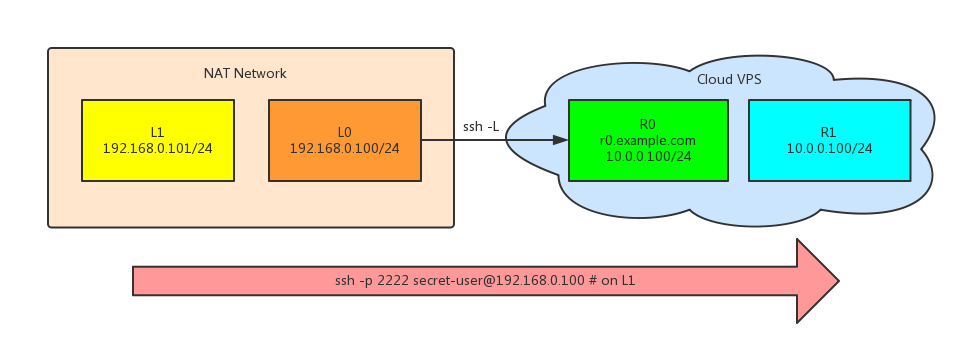 NAT Network
Cloud VPS
L1
192.168.0.101/24
L0
192.168.0.100/24
ssh -L
R0
r0.example.com
10.0.0.100/24
R1
10.0.0.100/24
ssh -p 2222 secret-user@192.168.0.100 # on L1